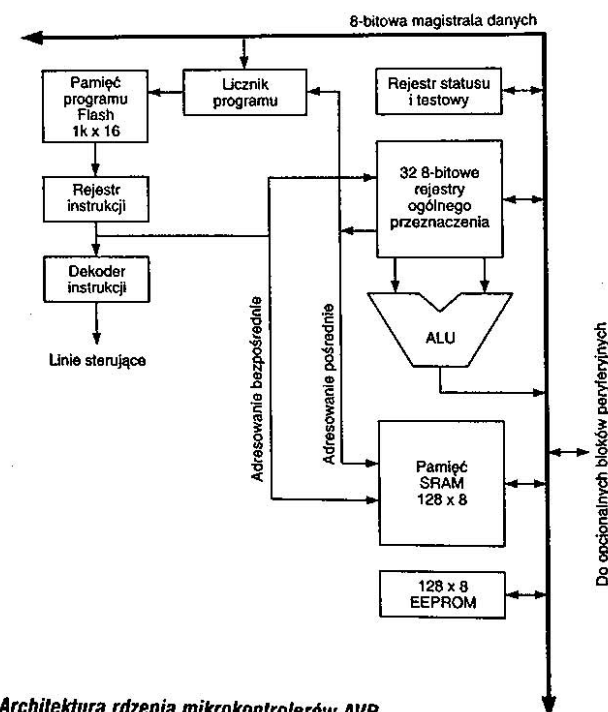 8-bitowa magistrala danych
Pamięć
programu
Flash
1k x 16
Licznik
programu
Rejestr statusu
i testowy
Rejestr
instrukcji
32 8-bitowe
rejestry
ogólnego
przeznaczenia
Dekoder
instrukcji
Linie sterujące
ALU
Adresowanie bezpośrednie
Adresowanie pośrednie
Pamięć
SRAM
128 x 8
128 x 8
EEPROM
Do opcjonalnych bloków peryferyjnych
Architektura rdzenia mikrokontrolerów AVR